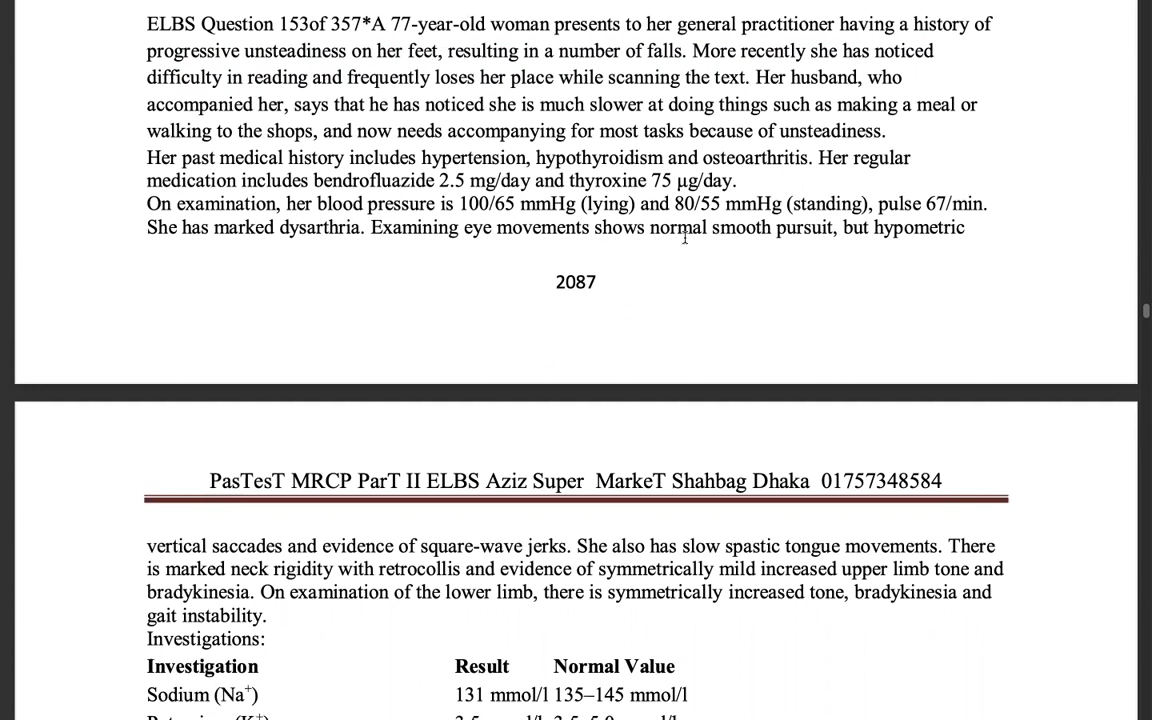 ELBS Question 153of 357*A 77-year-old woman presents to her general practitioner having a history of
progressive unsteadiness on her feet, resulting in a number of falls. More recently she has noticed
difficulty in reading and frequently loses her place while scanning the text. Her husband, who
accompanied her, says that he has noticed she is much slower at doing things such as making a meal or
walking to the shops, and now needs accompanying for most tasks because of unsteadiness.
Her past medical history includes hypertension, hypothyroidism and osteoarthritis. Her regular
medication includes bendrofluazide 2.5 mg/day and thyroxine 75 μg/day.
On examination, her blood pressure is 100/65 mmHg (lying) and 80/55 mmHg (standing), pulse 67/min.
She has marked dysarthria. Examining eye movements shows normal smooth pursuit, but hypometric
2087
PasTesT MRCP ParT II ELBS Aziz Super MarkeT Shahbag Dhaka 01757348584
vertical saccades and evidence of square-wave jerks. She also has slow spastic tongue movements. There
is marked neck rigidity with retrocollis and evidence of symmetrically mild increased upper limb tone and
bradykinesia. On examination of the lower limb, there is symmetrically increased tone, bradykinesia and
gait instability.
Investigations:
Investigation Result Normal Value
Sodium (Na⁺) 131 mmol/l 135–145 mmol/l